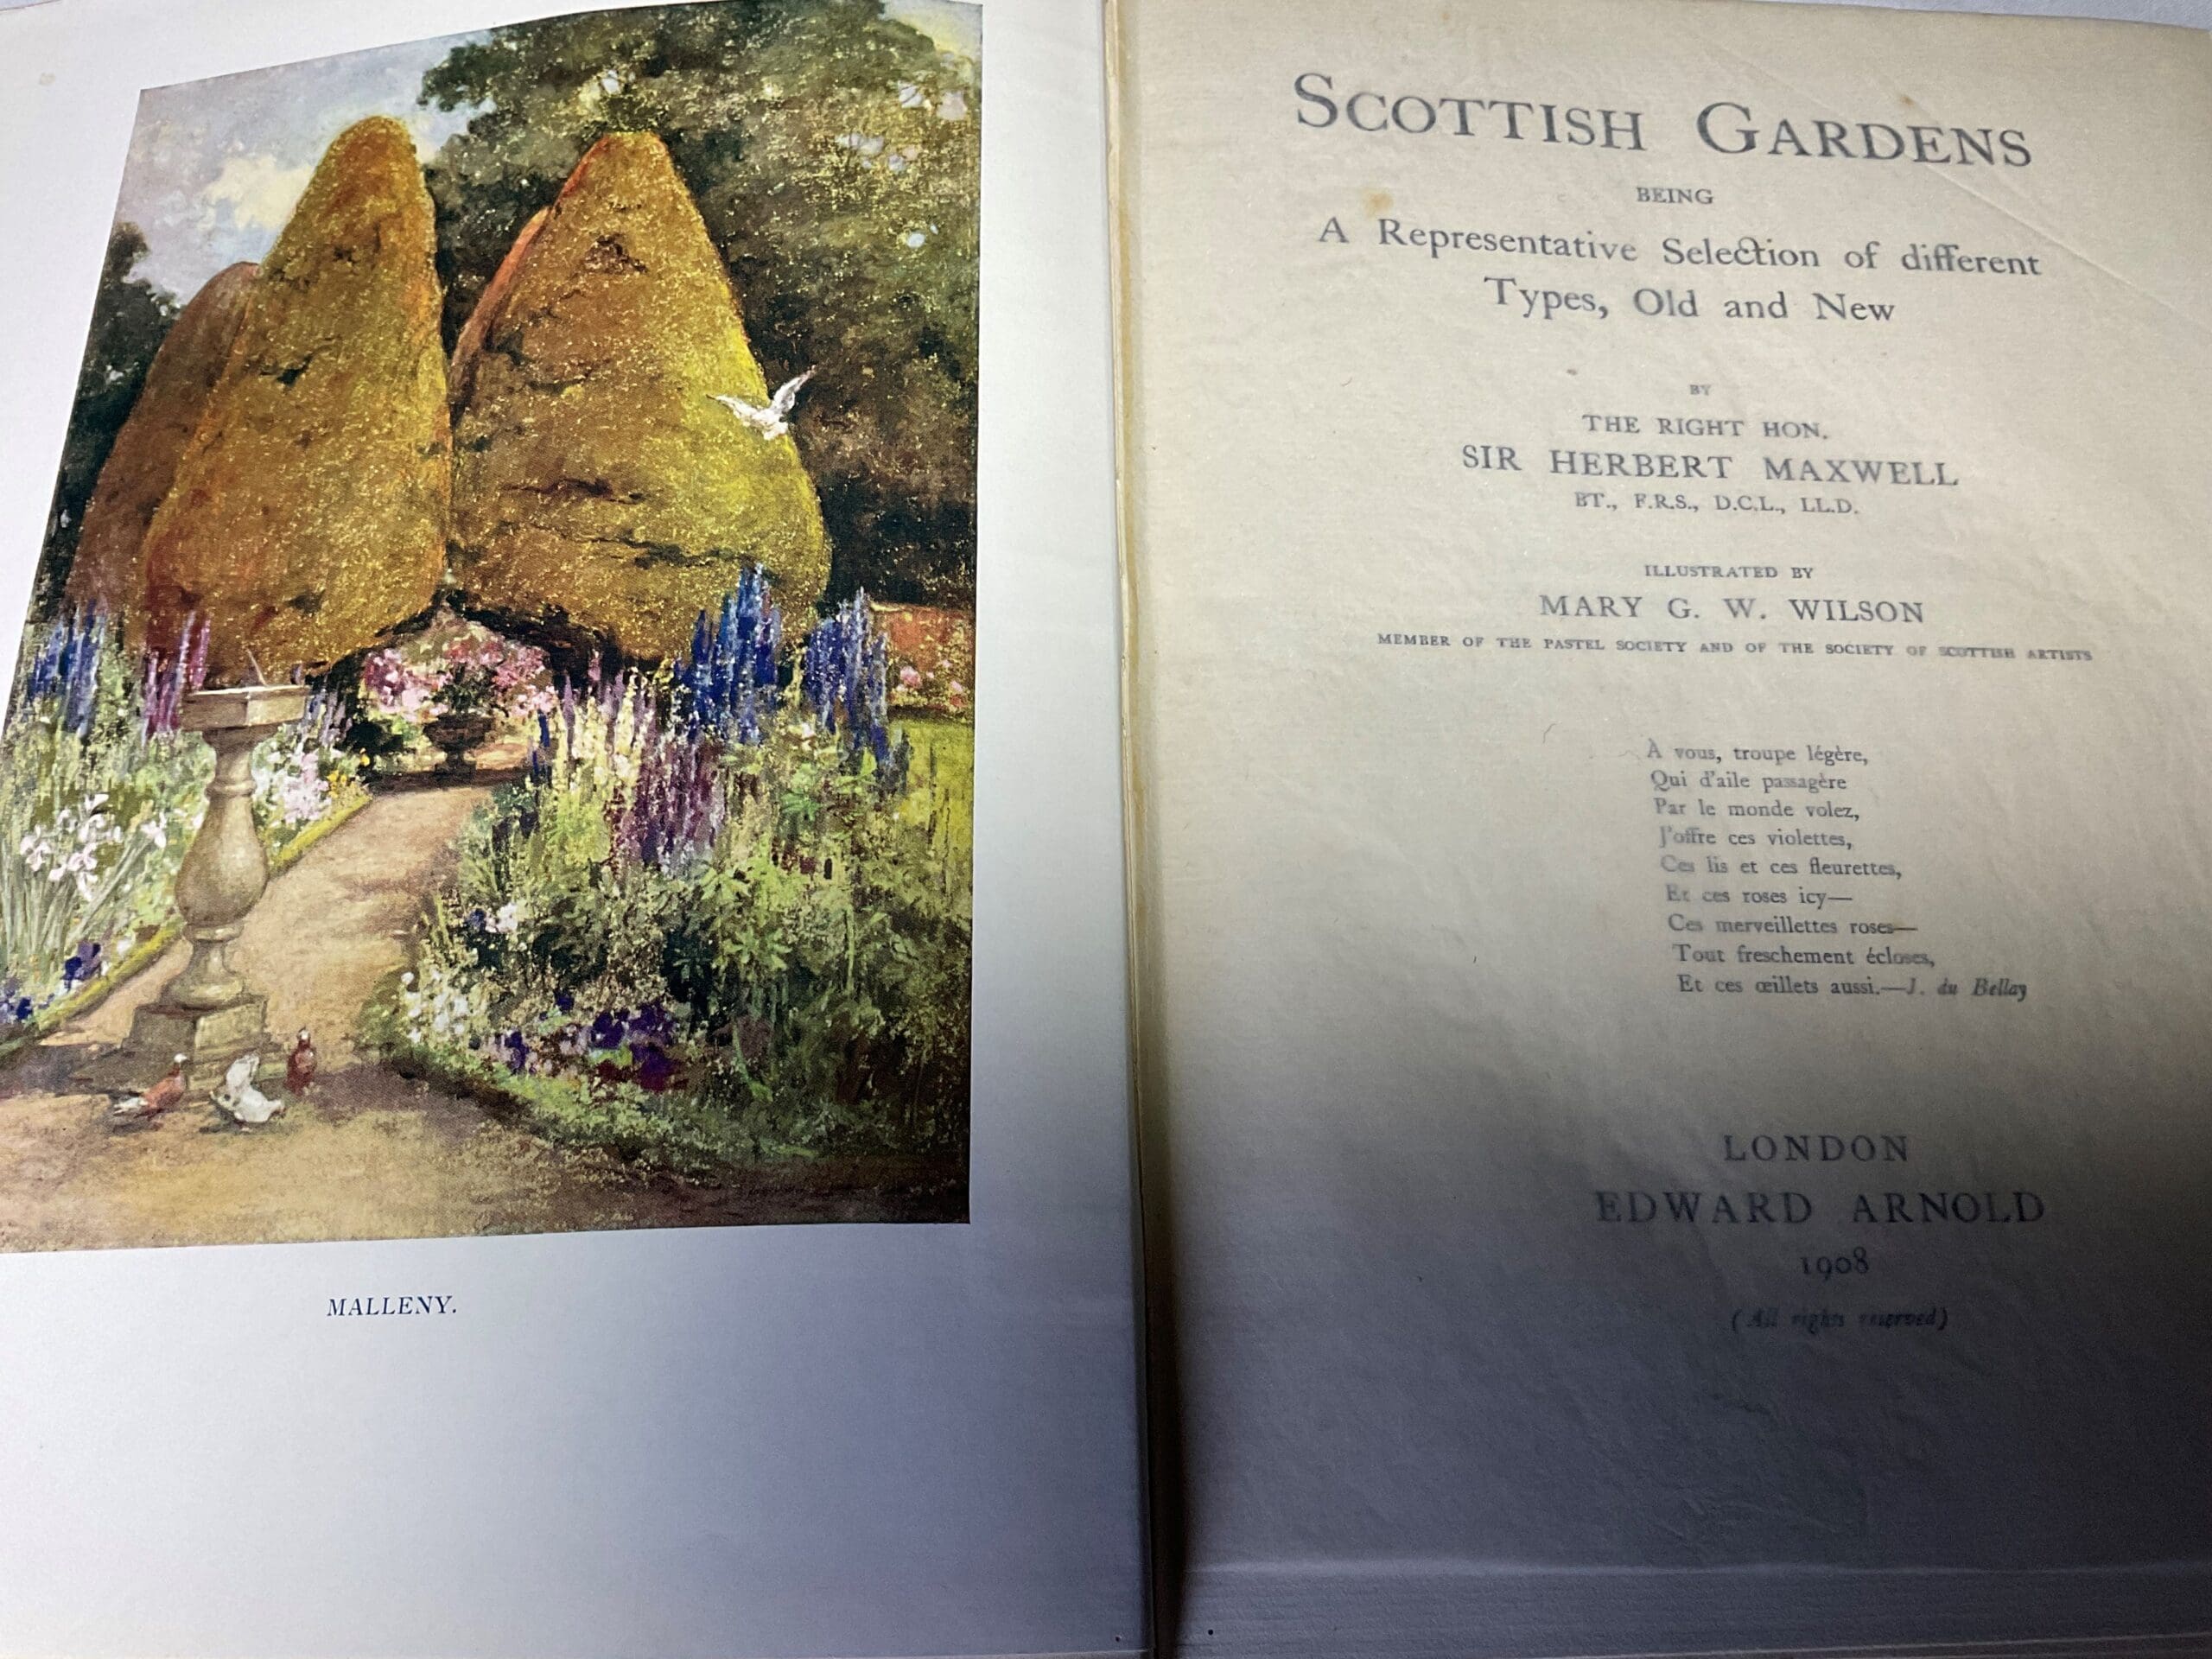 MALLENY.
SCOTTISH GARDENS
BEING
A Representative Selection of different
Types, Old and New
BY
THE RIGHT HON.
SIR HERBERT MAXWELL
BT., F.R.S., D.C.L., LL.D.
ILLUSTRATED BY
MARY G. W. WILSON
MEMBER OF THE PASTEL SOCIETY AND OF THE SOCIETY OF SCOTTISH ARTISTS
À vous, troupe légère,
Qui d'aile passagère
Par le monde volez,
J'offre ces violettes,
Ces lis et ces fleurettes,
Et ces roses icy—
Ces merveillettes roses—
Tout freschement écloses,
Et ces œillets aussi.—J. du Bellay
LONDON
EDWARD ARNOLD
1908
(All rights reserved)